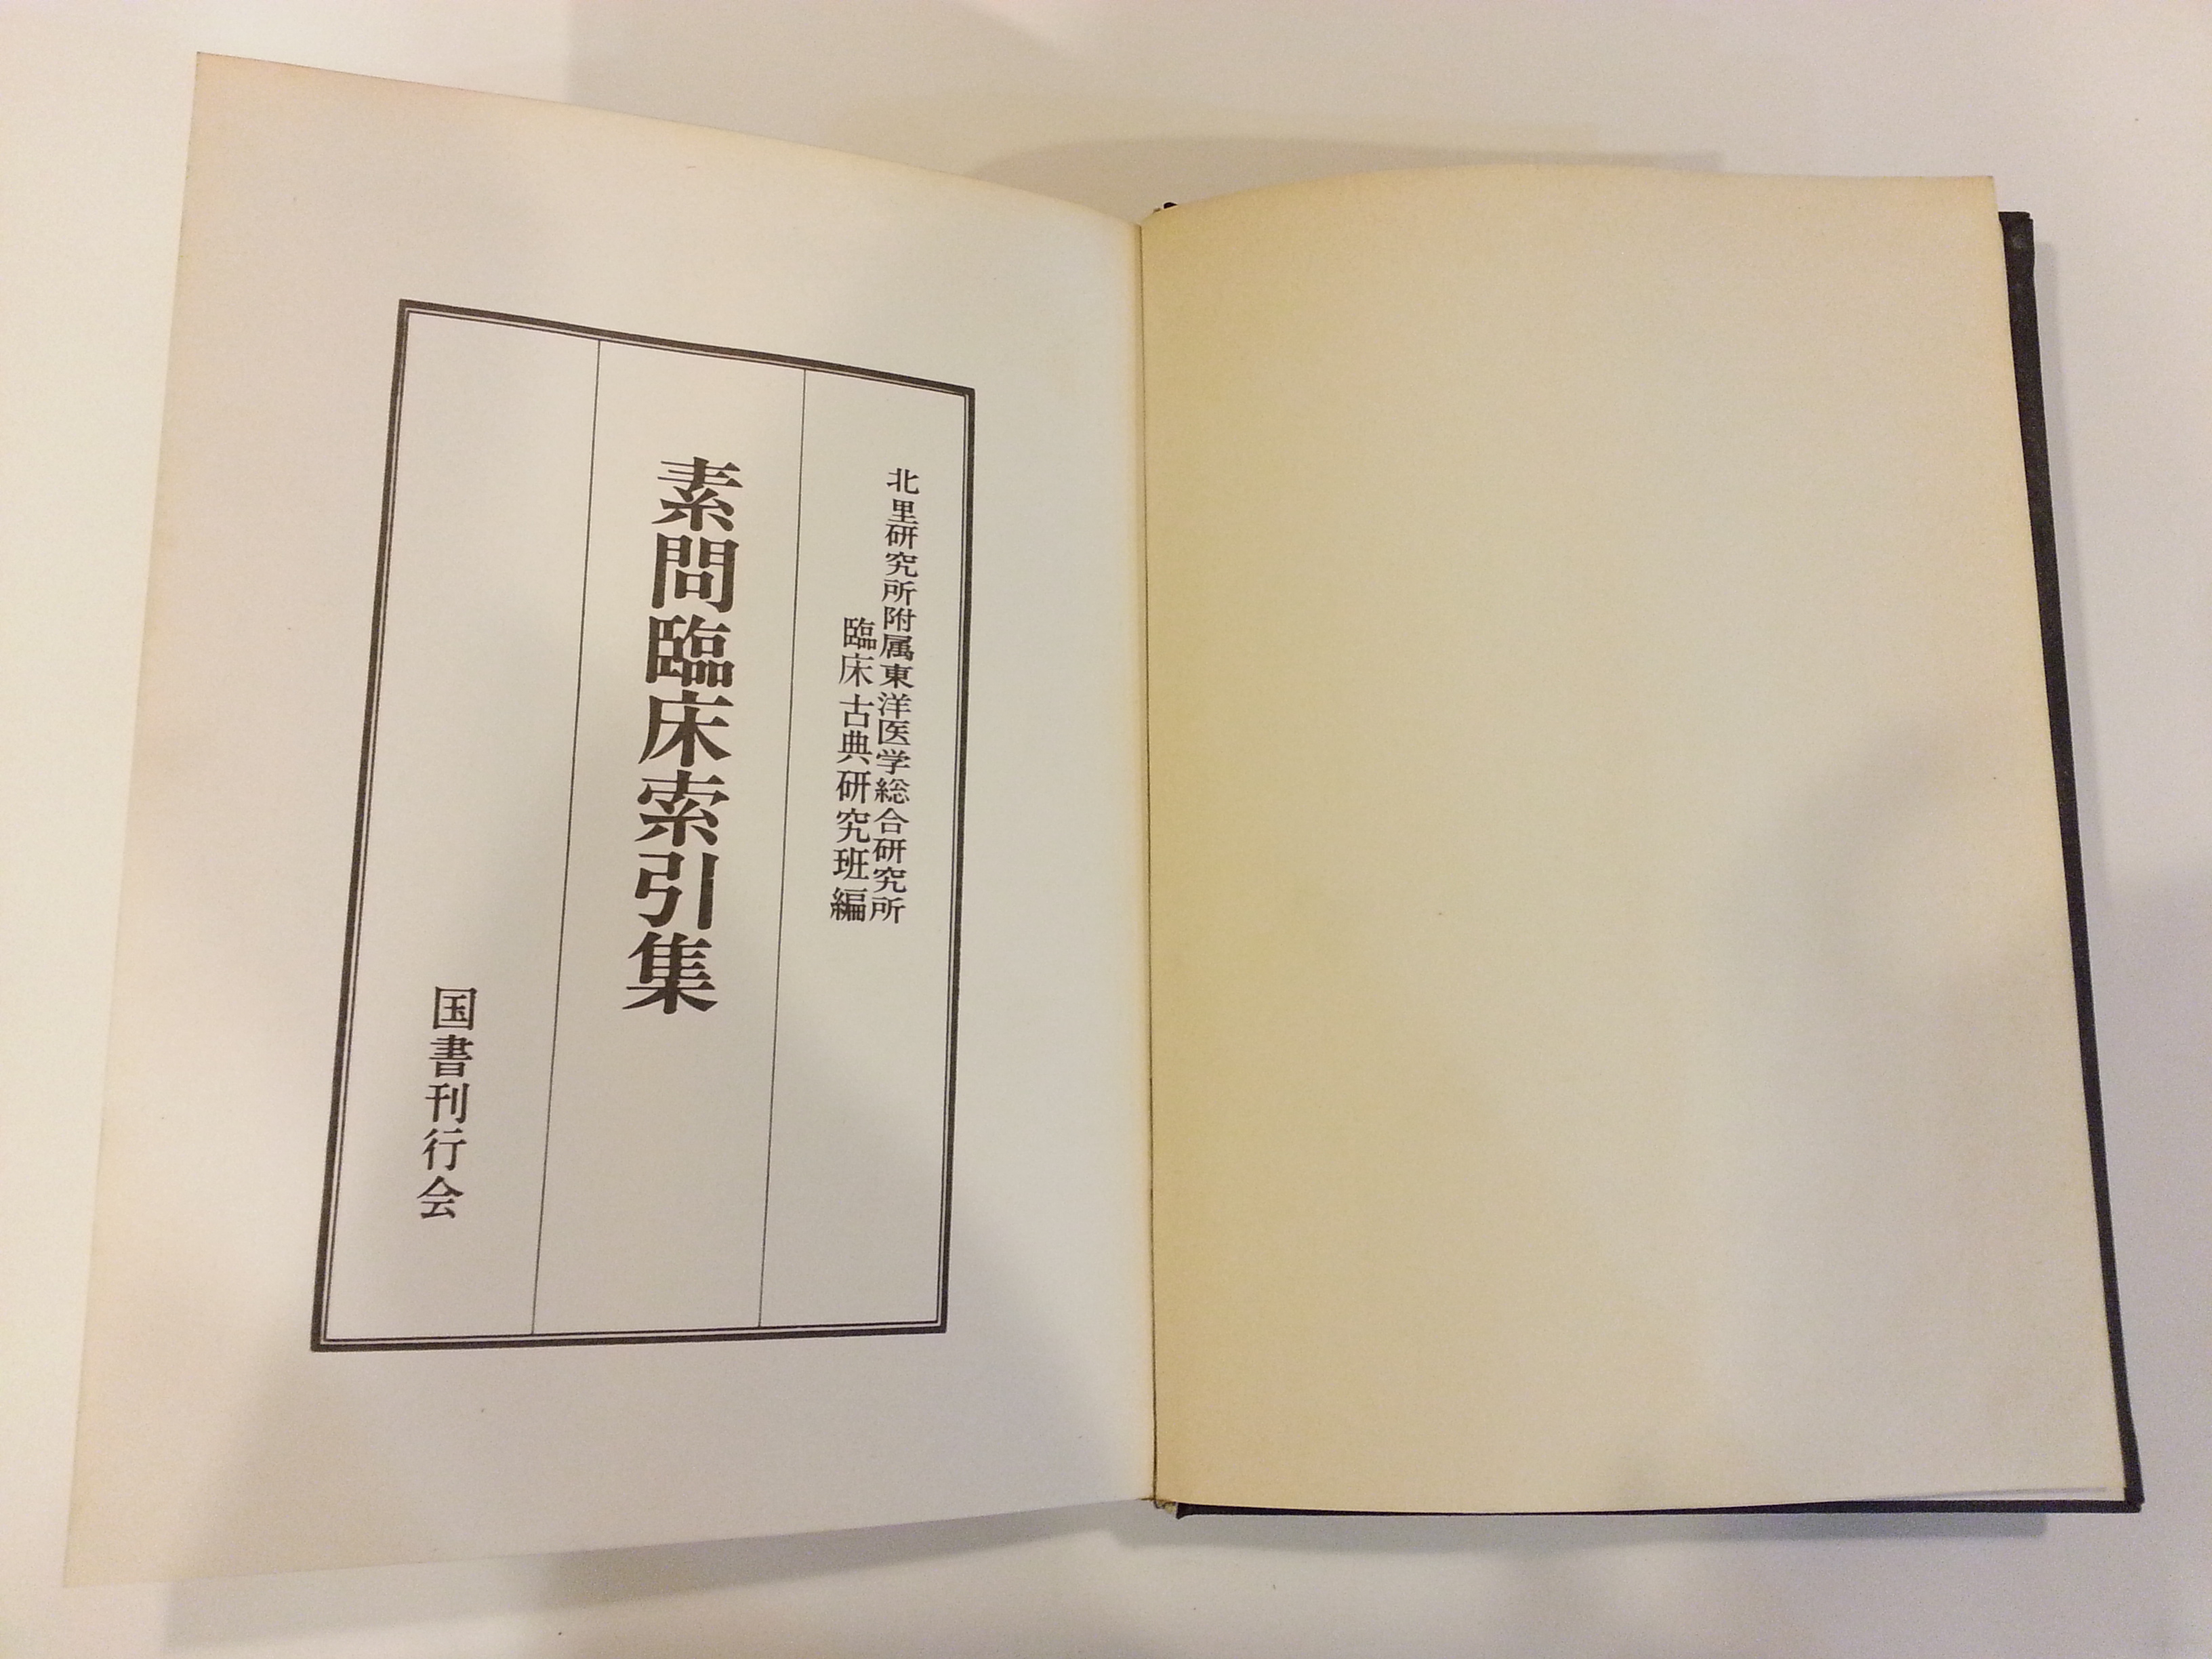 北里研究所附属東洋医学総合研究所
臨床古典研究班編
素問臨床索引集
国書刊行会